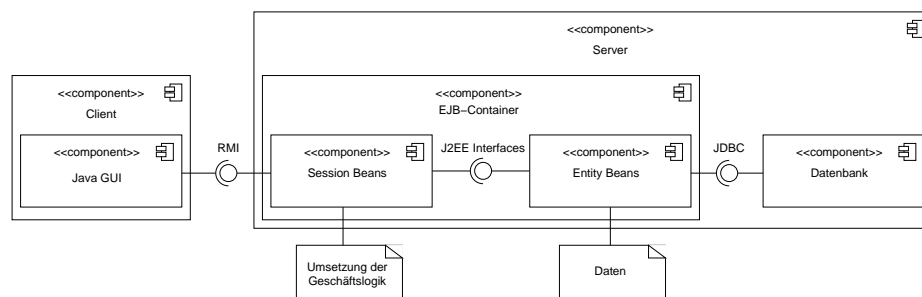 <<component>>
Server
<<component>>
Client
<<component>>
EJB–Container
<<component>>
Java GUI
RMI
<<component>>
Session Beans
J2EE Interfaces
<<component>>
Entity Beans
JDBC
<<component>>
Datenbank
Umsetzung der
Geschäftslogik
Daten